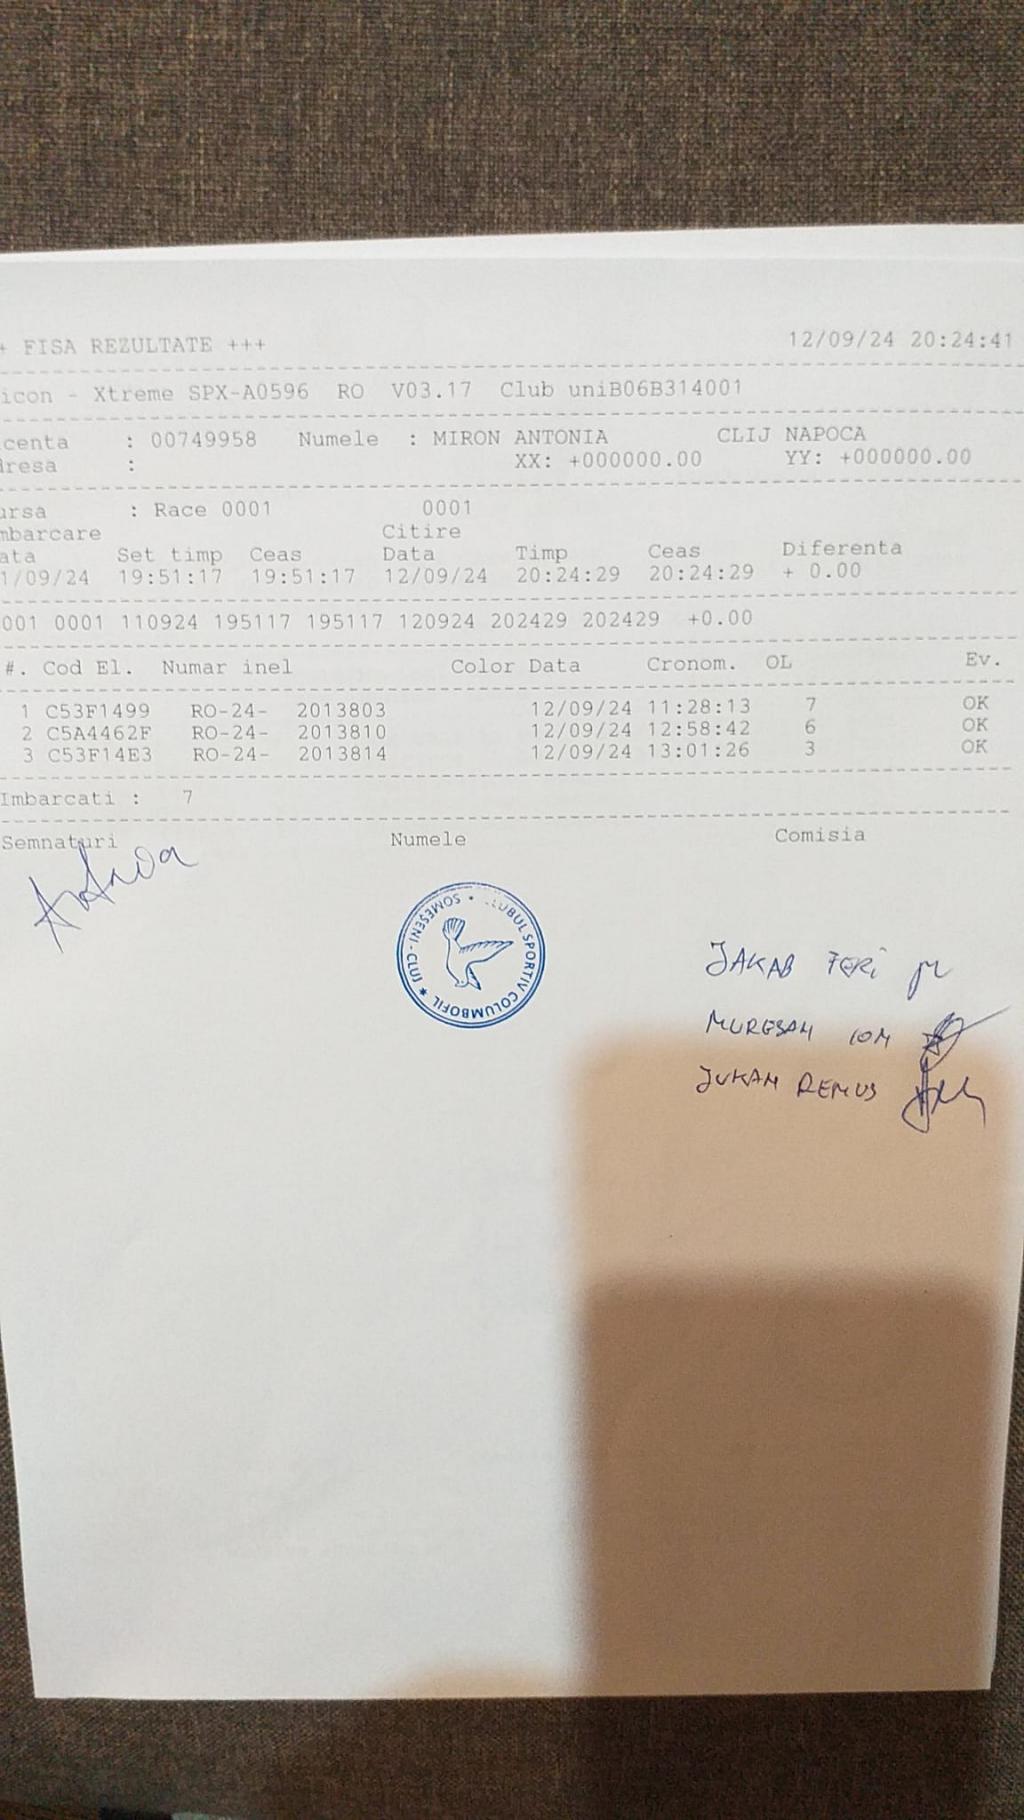 + FISA REZULTATE +++ 12/09/24 20:24:41
icon - Xtreme SPX-A0596 RO V03.17 Club uniB06B314001
centa : 00749958 Numele : MIRON ANTONIA CLIJ NAPOCA
dresa : XX: +000000.00 YY: +000000.00
ursa : Race 0001 0001
mbarcare Citire
ata Set timp Ceas Data Timp Ceas Diferenta
1/09/24 19:51:17 19:51:17 12/09/24 20:24:29 20:24:29 + 0.00
001 0001 110924 195117 195117 120924 202429 202429 +0.00
#. Cod El. Numar inel Color Data Cronom. OL Ev.
1 C53F1499 RO-24- 2013803 12/09/24 11:28:13 7 OK
2 C5A4462F RO-24- 2013810 12/09/24 12:58:42 6 OK
3 C53F14E3 RO-24- 2013814 12/09/24 13:01:26 3 OK
Imbarcati : 7
Semnaturi Numele Comisia
CLUBUL SPORTIV COLUMBOFIL * CLUJ - SOMESENI *
JAKAB FERI
MURESAN ION
JUKAN REMUS